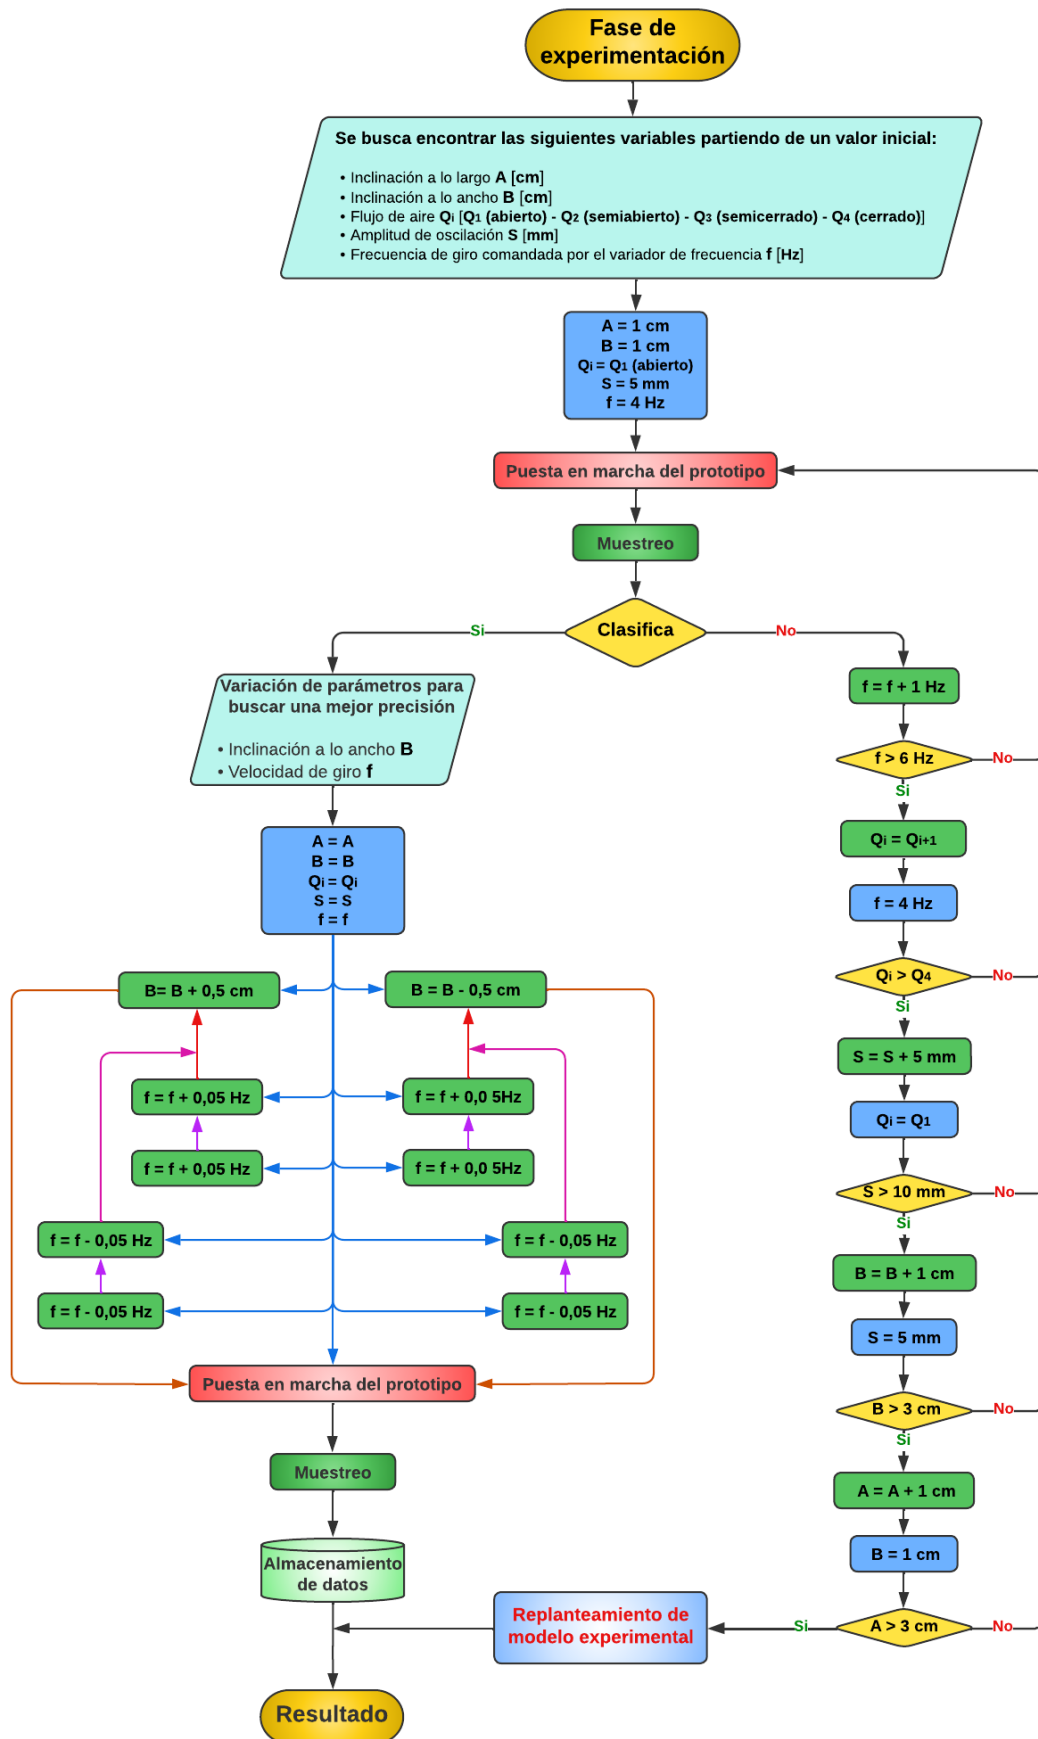 Fase de
experimentación
Se busca encontrar las siguientes variables partiendo de un valor inicial:
• Inclinación a lo largo A [cm]
• Inclinación a lo ancho B [cm]
• Flujo de aire Qi [Q1 (abierto) - Q2 (semiabierto) - Q3 (semicerrado) - Q4 (cerrado)]
• Amplitud de oscilación S [mm]
• Frecuencia de giro comandada por el variador de frecuencia f [Hz]
A = 1 cm
B = 1 cm
Qi = Q1 (abierto)
S = 5 mm
f = 4 Hz
Puesta en marcha del prototipo
Muestreo
Clasifica
Si
No
Variación de parámetros para
buscar una mejor precisión
• Inclinación a lo ancho B
• Velocidad de giro f
A = A
B = B
Qi = Qi
S = S
f = f
B= B + 0,5 cm
B = B - 0,5 cm
f = f + 0,05 Hz
f = f + 0,0 5Hz
f = f + 0,05 Hz
f = f + 0,0 5Hz
f = f - 0,05 Hz
f = f - 0,05 Hz
f = f - 0,05 Hz
f = f - 0,05 Hz
Puesta en marcha del prototipo
Muestreo
Almacenamiento
de datos
Resultado
f = f + 1 Hz
f > 6 Hz
No
Si
Qi = Qi+1
f = 4 Hz
Qi > Q4
No
Si
S = S + 5 mm
Qi = Q1
S > 10 mm
No
Si
B = B + 1 cm
S = 5 mm
B > 3 cm
No
Si
A = A + 1 cm
B = 1 cm
A > 3 cm
No
Si
Replanteamiento de
modelo experimental